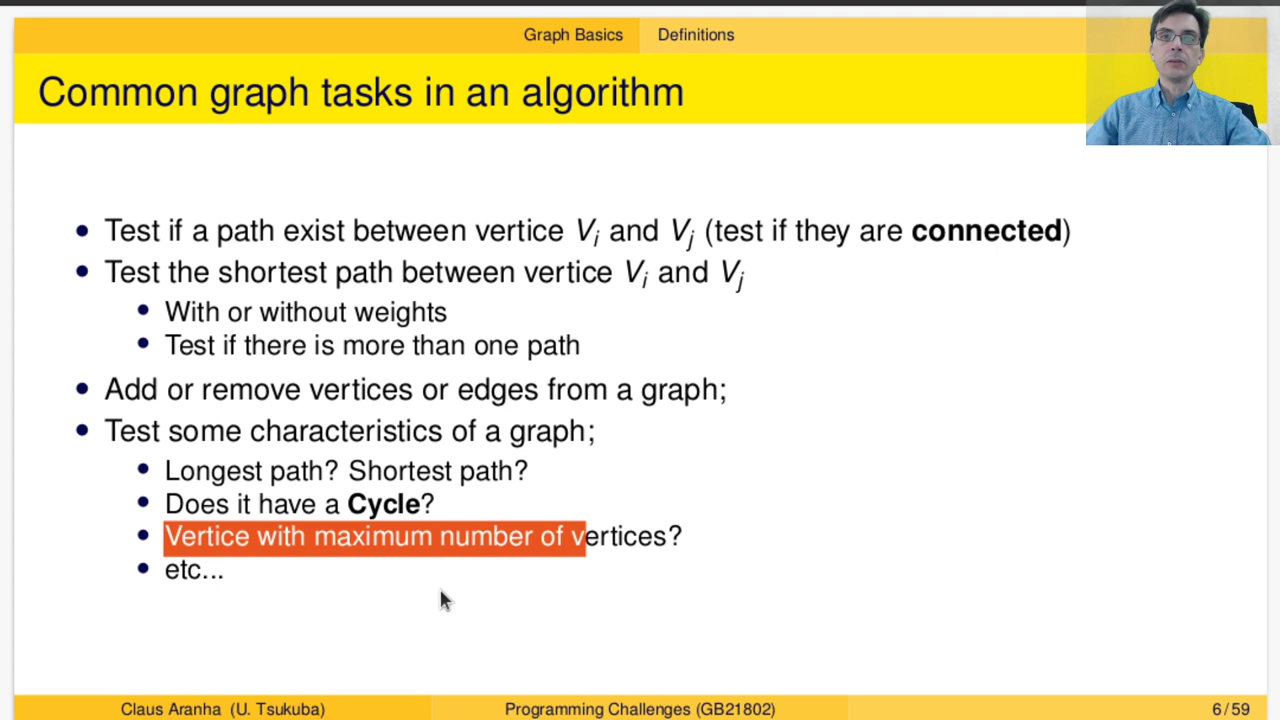 Graph Basics Definitions
Common graph tasks in an algorithm
• Test if a path exist between vertice Vi and Vj (test if they are connected)
• Test the shortest path between vertice Vi and Vj
• With or without weights
• Test if there is more than one path
• Add or remove vertices or edges from a graph;
• Test some characteristics of a graph;
• Longest path? Shortest path?
• Does it have a Cycle?
• Vertice with maximum number of vertices?
• etc...
Claus Aranha (U. Tsukuba) Programming Challenges (GB21802) 6/59